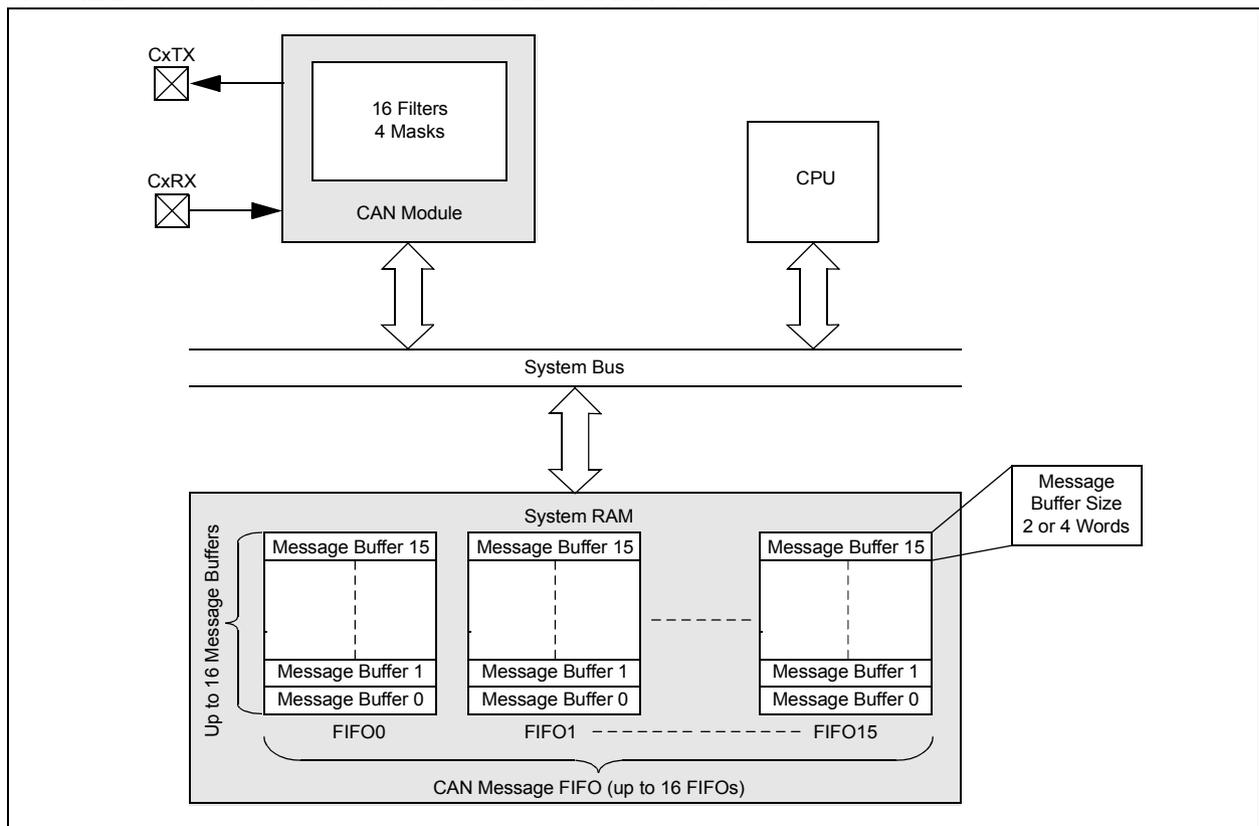 CxTX
16 Filters
4 Masks
CPU
CxRX
CAN Module
System Bus
Message
Buffer Size
2 or 4 Words
System RAM
Up to 16 Message Buffers
Message Buffer 15
Message Buffer 15
Message Buffer 15
Message Buffer 1
Message Buffer 1
Message Buffer 1
Message Buffer 0
Message Buffer 0
Message Buffer 0
FIFO0
FIFO1
FIFO15
CAN Message FIFO (up to 16 FIFOs)